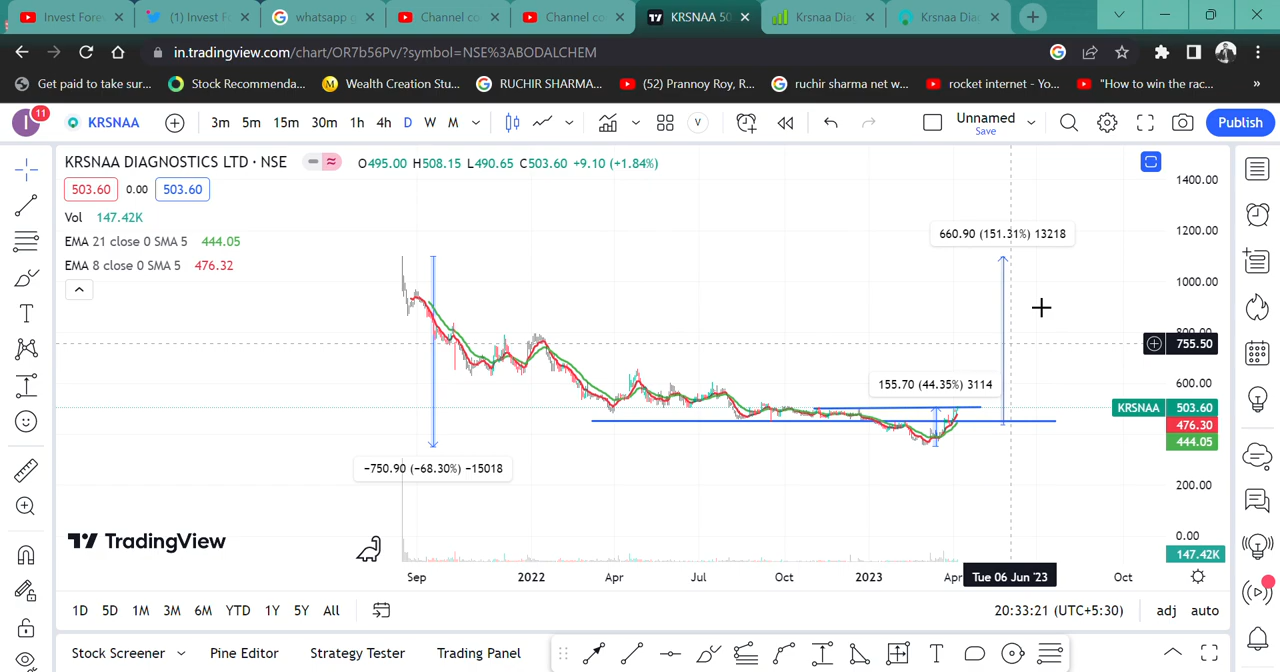 Invest Fores
(1) Invest F
whatsapp g
Channel co
Channel co
KRSNAA 50
Krsnaa Dia
Krsnaa Dia
in.tradingview.com/chart/OR7b56Pv/?symbol=NSE%3ABODALCHEM
Get paid to take sur...
Stock Recommenda...
Wealth Creation Stu...
RUCHIR SHARMA...
(52) Prannoy Roy, R...
ruchir sharma net w...
rocket internet - Yo...
"How to win the rac...
»
I
11
KRSNAA
3m
5m
15m
30m
1h
4h
D
W
M
V
Unnamed
Save
Publish
KRSNAA DIAGNOSTICS LTD · NSE
O495.00 H508.15 L490.65 C503.60 +9.10 (+1.84%)
503.60
0.00
503.60
Vol 147.42K
EMA 21 close 0 SMA 5 444.05
EMA 8 close 0 SMA 5 476.32
1400.00
1200.00
1000.00
800.00
755.50
600.00
KRSNAA 503.60
476.30
444.05
200.00
0.00
147.42K
660.90 (151.31%) 13218
155.70 (44.35%) 3114
−750.90 (−68.30%) −15018
TradingView
Sep
2022
Apr
Jul
Oct
2023
Apr
Tue 06 Jun '23
Oct
1D
5D
1M
3M
6M
YTD
1Y
5Y
All
20:33:21 (UTC+5:30)
adj
auto
Stock Screener
Pine Editor
Strategy Tester
Trading Panel